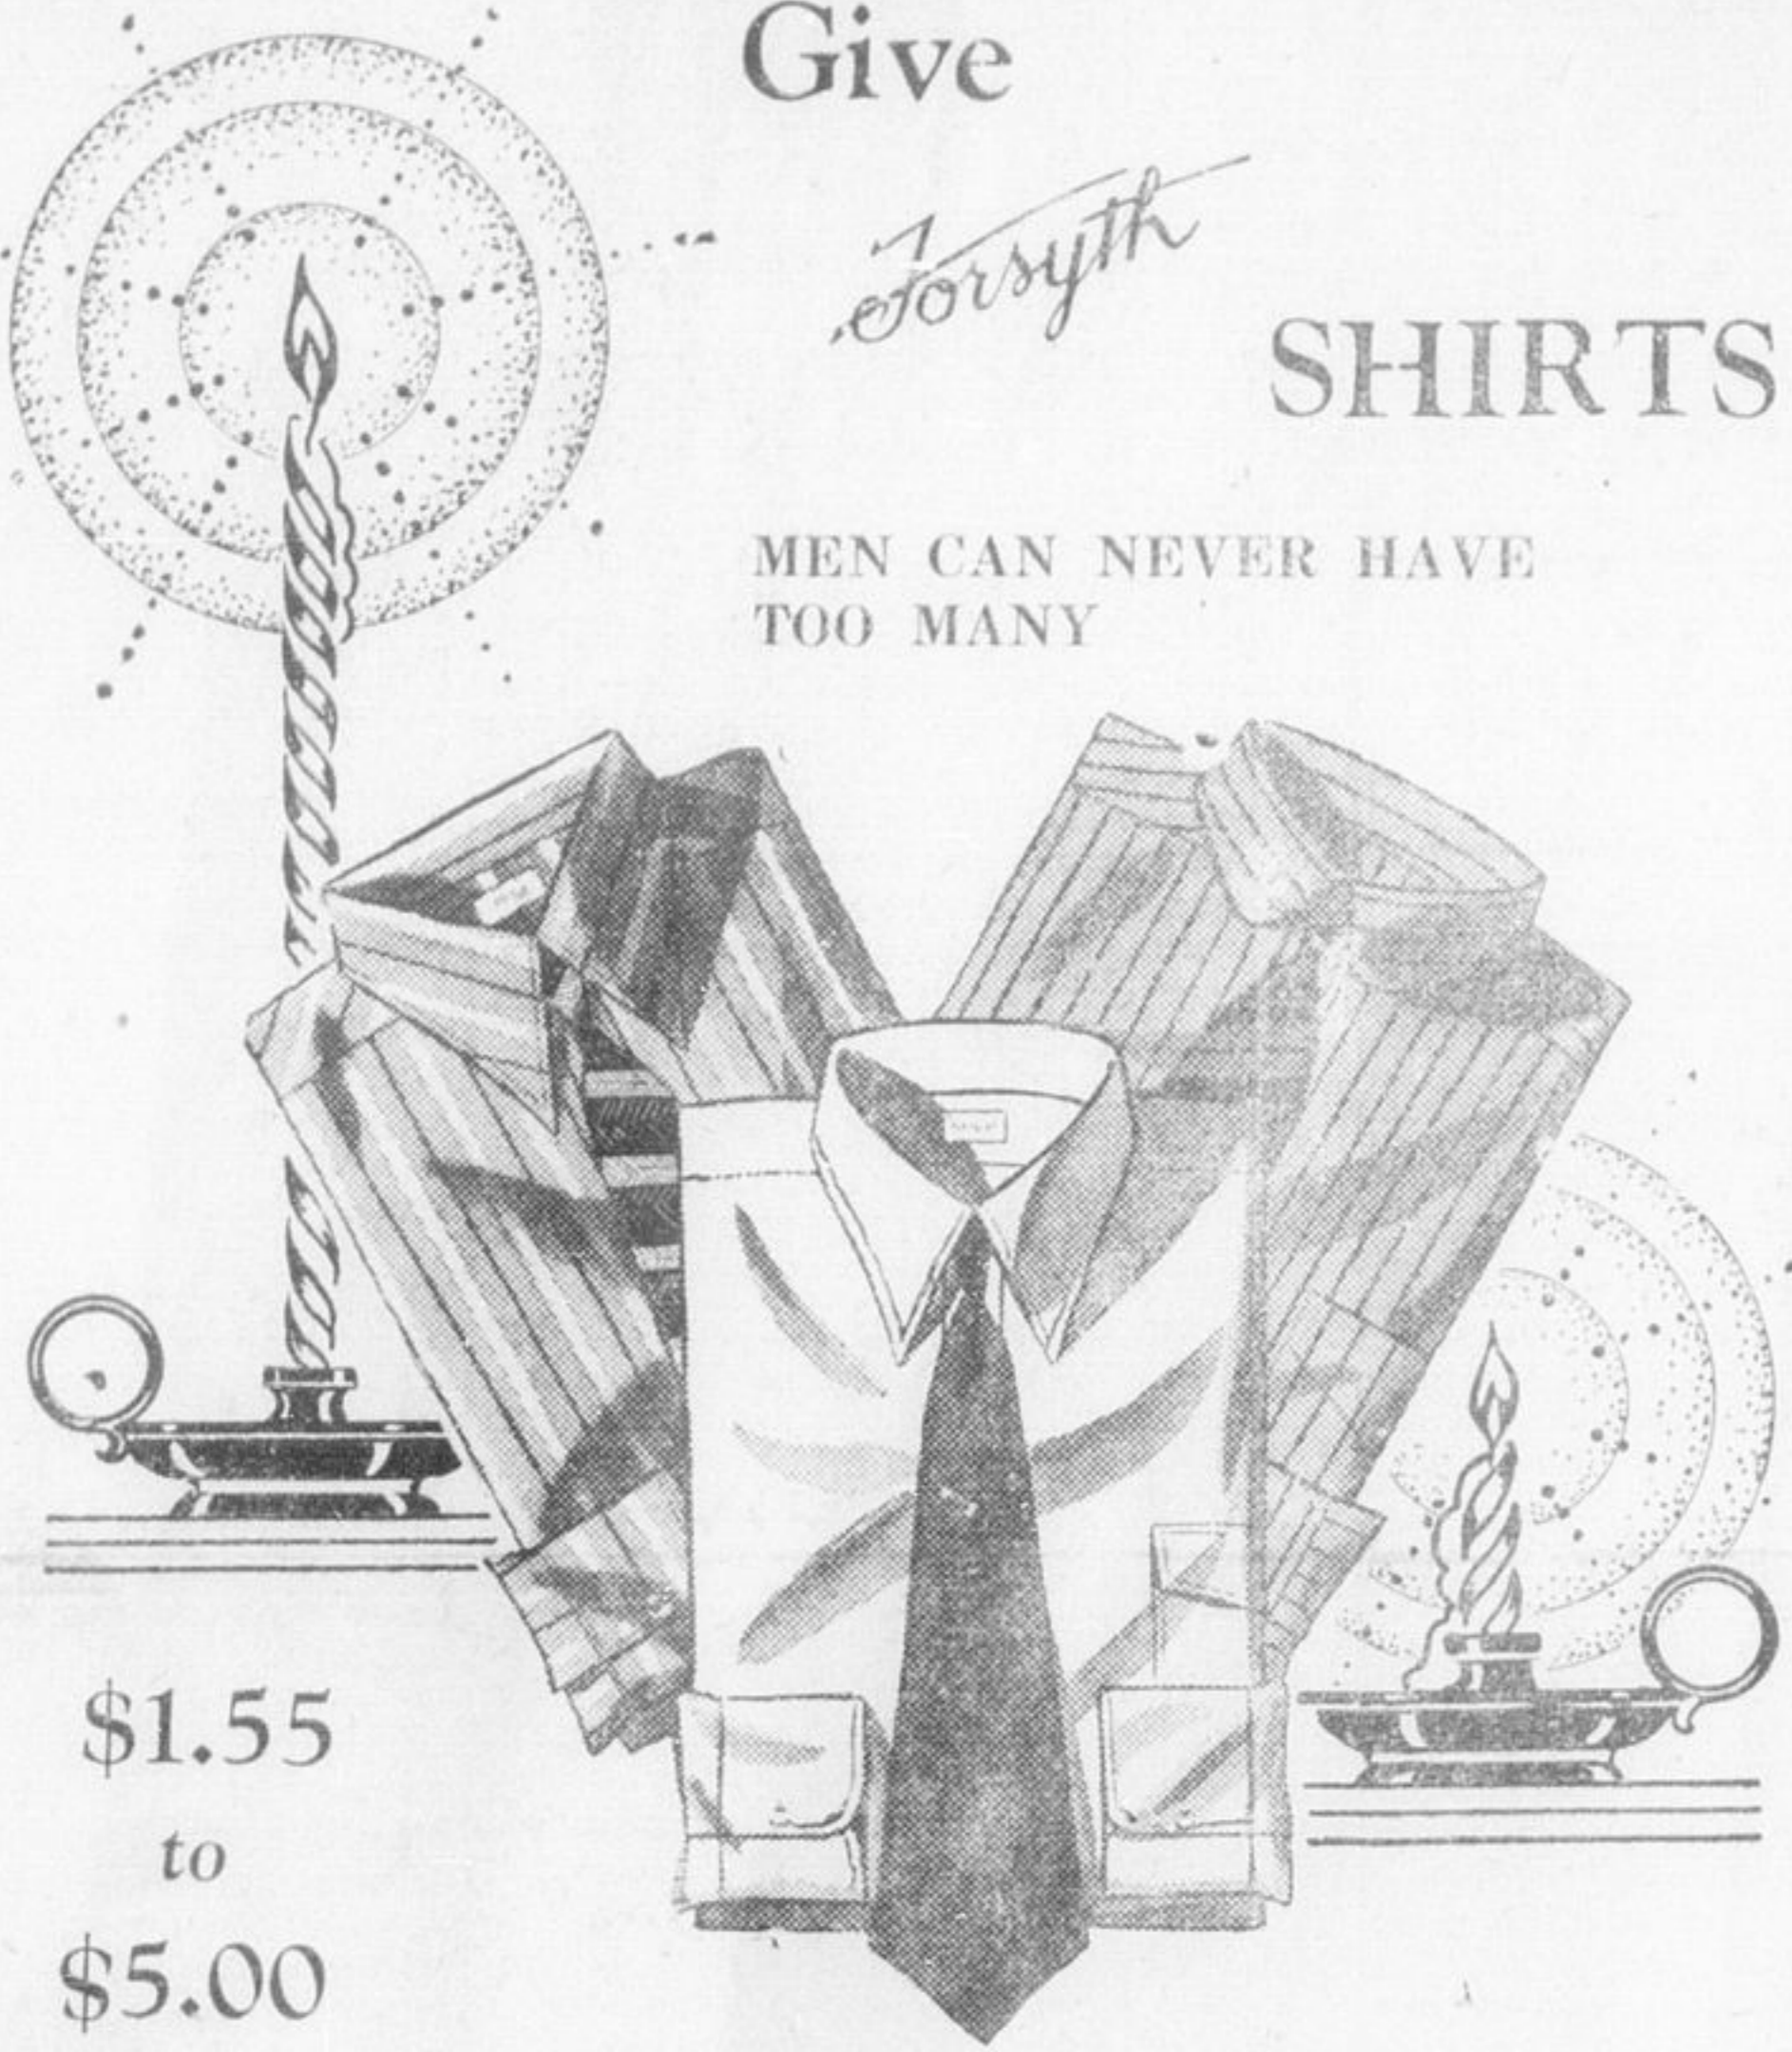 Give
Forsyth
SHIRTS
MEN CAN NEVER HAVE
TOO MANY
$1.55
to
$5.00